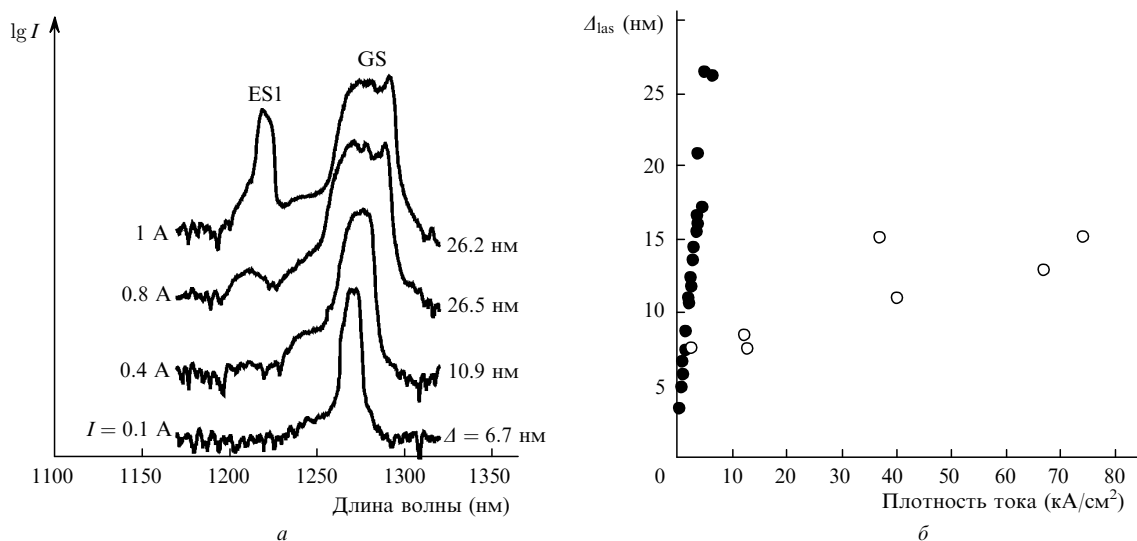 lg I
GS
ES1
1 А
26.2 нм
0.8 А
26.5 нм
0.4 А
10.9 нм
I = 0.1 А
Δ = 6.7 нм
1100 1150 1200 1250 1300 1350
Длина волны (нм)
а
Δlas (нм)
25
20
15
10
5
0 10 20 30 40 50 60 70 80
Плотность тока (кА/см²)
б